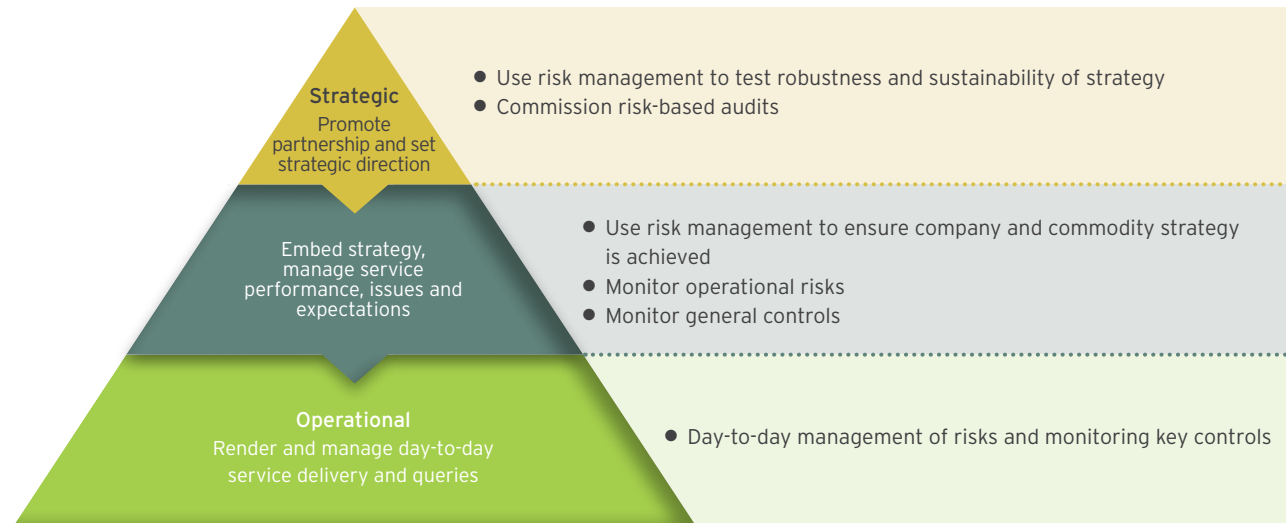 Strategic
Promote
partnership and set
strategic direction
● Use risk management to test robustness and sustainability of strategy
● Commission risk-based audits
Embed strategy,
manage service
performance, issues and
expectations
● Use risk management to ensure company and commodity strategy
is achieved
● Monitor operational risks
● Monitor general controls
Operational
Render and manage day-to-day
service delivery and queries
● Day-to-day management of risks and monitoring key controls